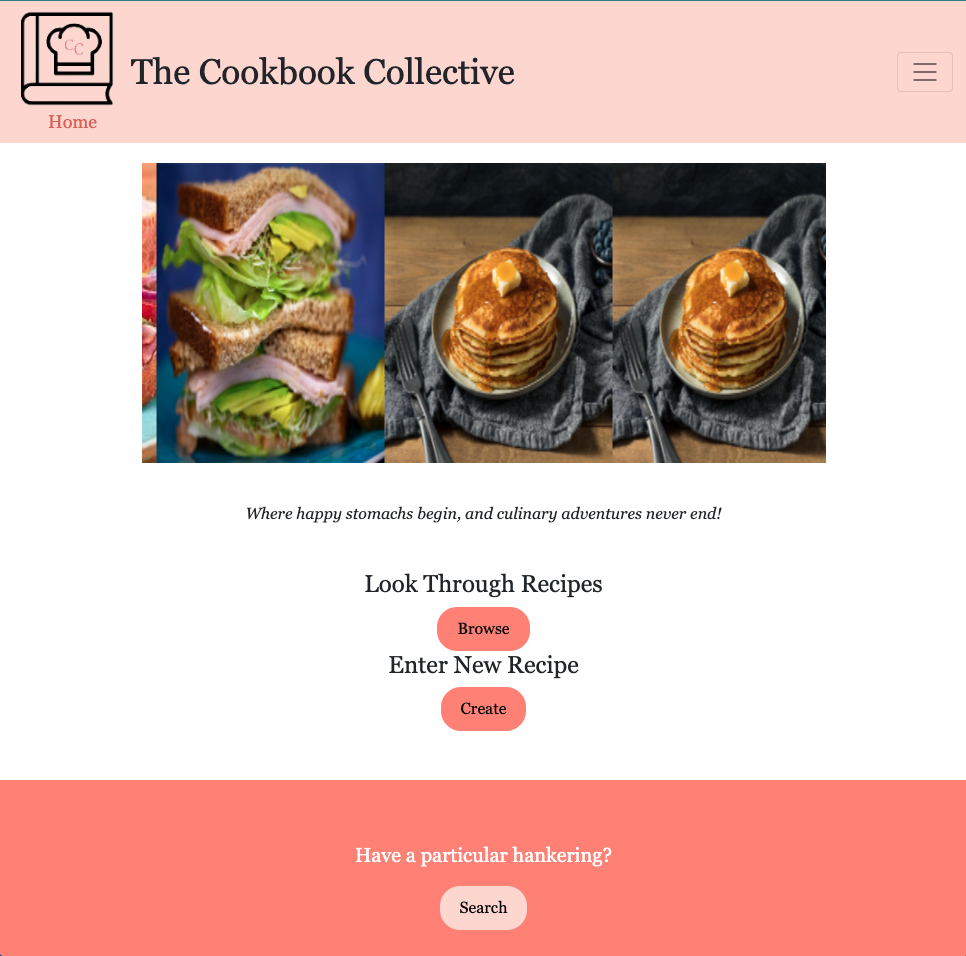 CC
The Cookbook Collective
Home
Where happy stomachs begin, and culinary adventures never end!
Look Through Recipes
Browse
Enter New Recipe
Create
Have a particular hankering?
Search